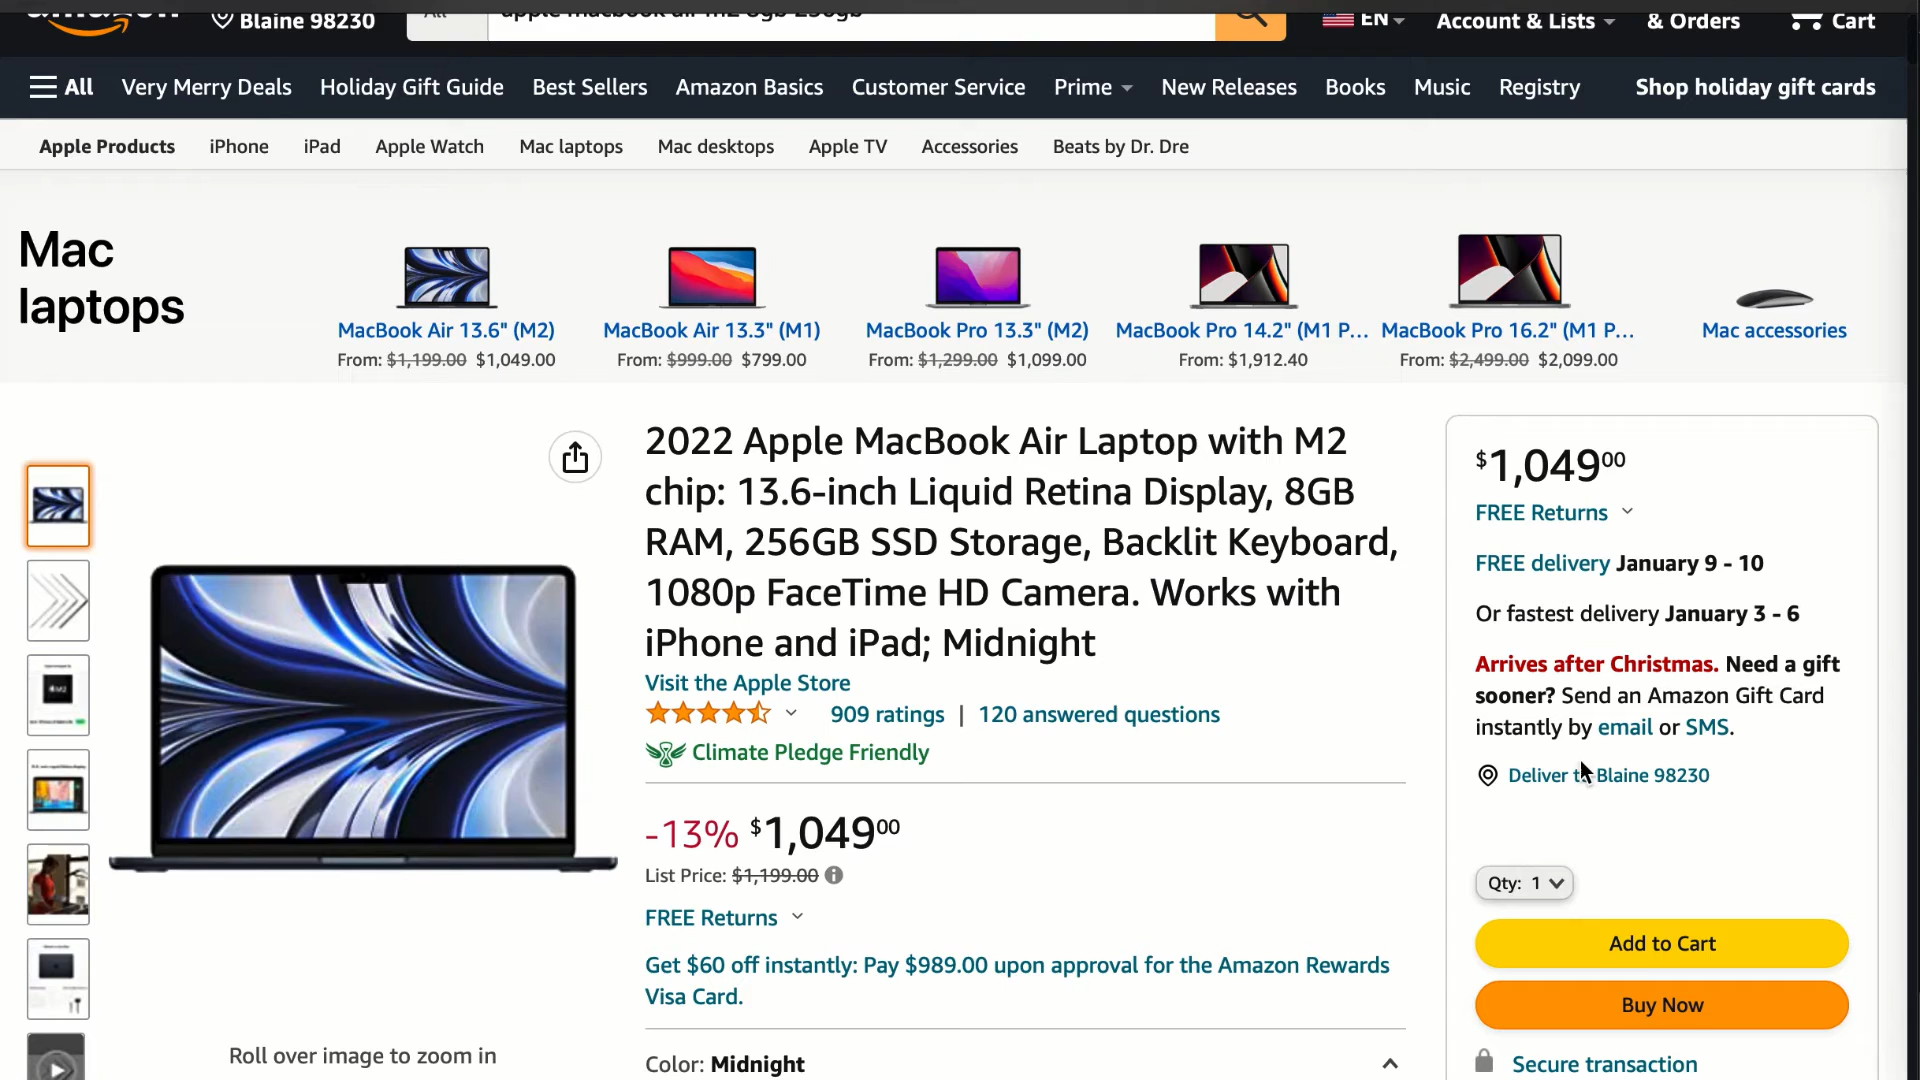 Blaine 98230
All
apple macbook air m2 8gb 256gb
EN
Account & Lists
& Orders
Cart
All
Very Merry Deals
Holiday Gift Guide
Best Sellers
Amazon Basics
Customer Service
Prime
New Releases
Books
Music
Registry
Shop holiday gift cards
Apple Products
iPhone
iPad
Apple Watch
Mac laptops
Mac desktops
Apple TV
Accessories
Beats by Dr. Dre
Mac
laptops
MacBook Air 13.6" (M2)
From: $1,199.00 $1,049.00
MacBook Air 13.3" (M1)
From: $999.00 $799.00
MacBook Pro 13.3" (M2)
From: $1,299.00 $1,099.00
MacBook Pro 14.2" (M1 P...
From: $1,912.40
MacBook Pro 16.2" (M1 P...
From: $2,499.00 $2,099.00
Mac accessories
Roll over image to zoom in
2022 Apple MacBook Air Laptop with M2
chip: 13.6-inch Liquid Retina Display, 8GB
RAM, 256GB SSD Storage, Backlit Keyboard,
1080p FaceTime HD Camera. Works with
iPhone and iPad; Midnight
Visit the Apple Store
909 ratings | 120 answered questions
Climate Pledge Friendly
-13% $1,04900
List Price: $1,199.00
FREE Returns
Get $60 off instantly: Pay $989.00 upon approval for the Amazon Rewards
Visa Card.
Color: Midnight
$1,04900
FREE Returns
FREE delivery January 9 - 10
Or fastest delivery January 3 - 6
Arrives after Christmas. Need a gift
sooner? Send an Amazon Gift Card
instantly by email or SMS.
Deliver to Blaine 98230
Qty: 1
Add to Cart
Buy Now
Secure transaction